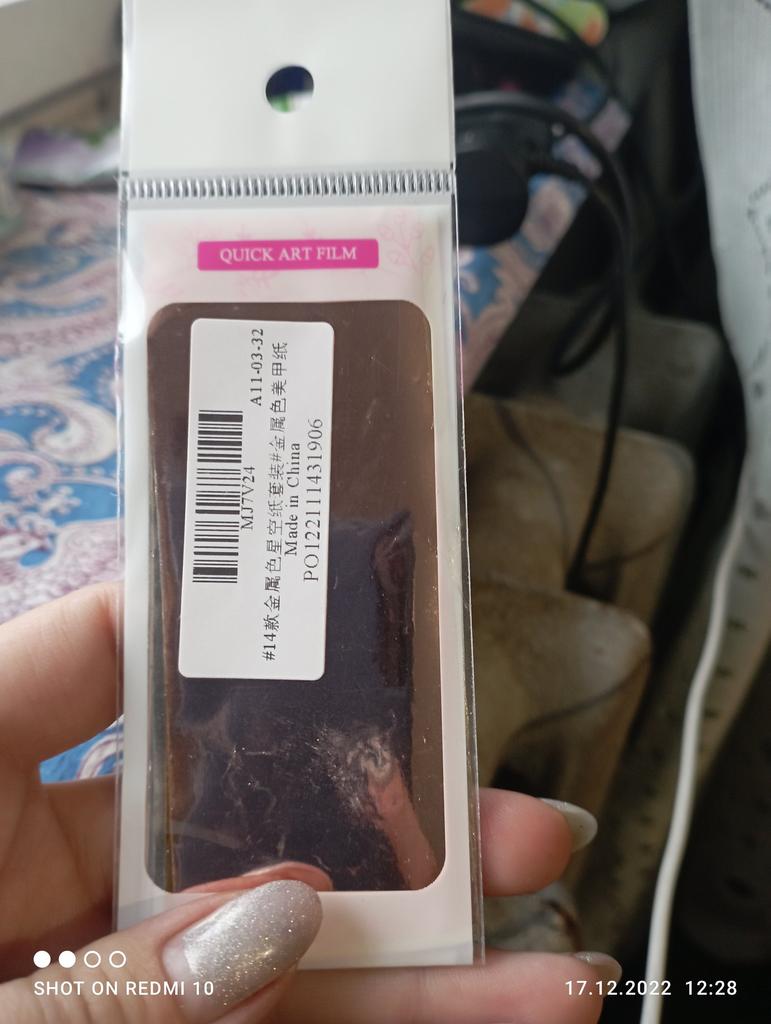 QUICK ART FILM
A11-03-32
MJ7V24
#14款金属色星空纸套装#金属色美甲纸
Made in China
PO122111431906
SHOT ON REDMI 10
17.12.2022 12:28